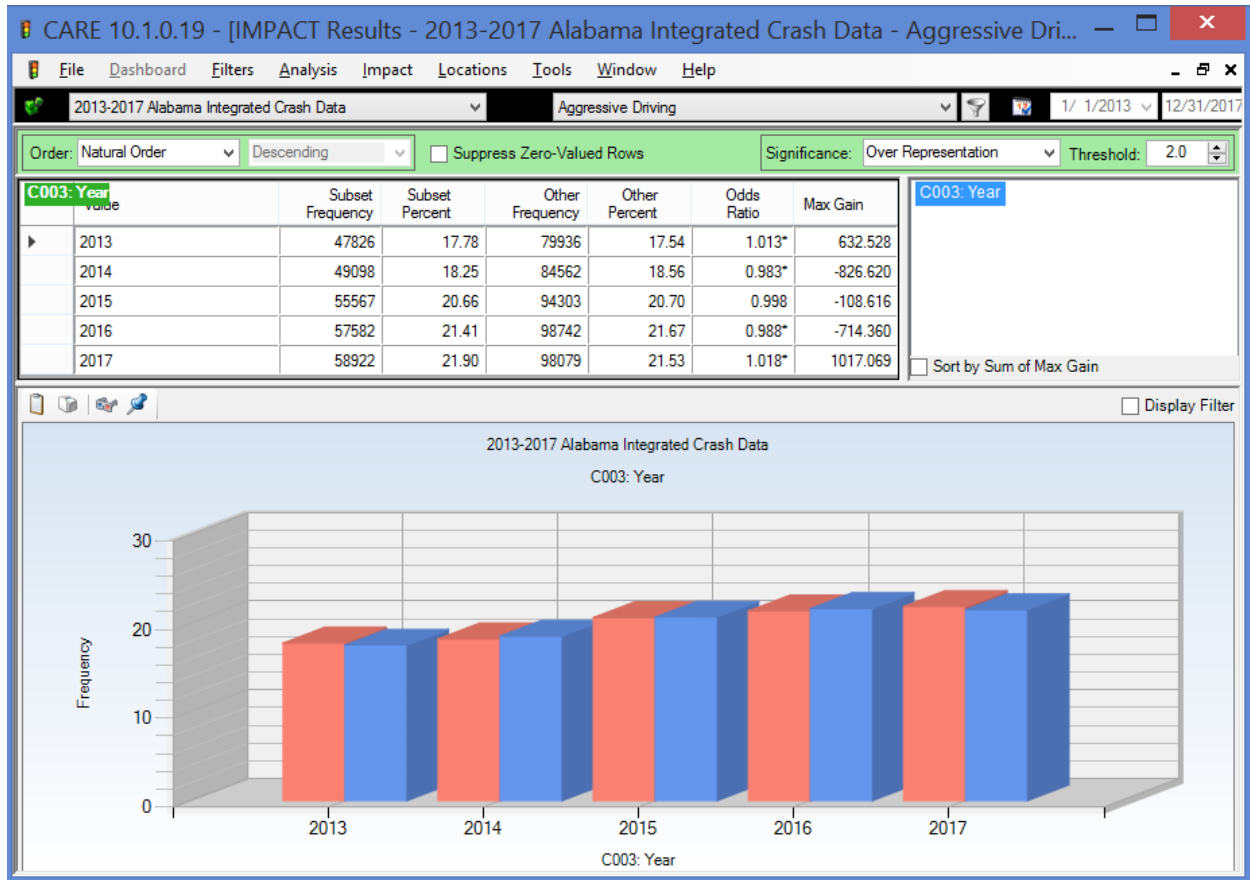 CARE 10.1.0.19 - [IMPACT Results - 2013-2017 Alabama Integrated Crash Data - Aggressive Dri...
File Dashboard Filters Analysis Impact Locations Tools Window Help
2013-2017 Alabama Integrated Crash Data Aggressive Driving 1/ 1/2013 12/31/2017
Order: Natural Order Descending Suppress Zero-Valued Rows Significance: Over Representation Threshold: 2.0
C003: Year Value Subset Frequency Subset Percent Other Frequency Other Percent Odds Ratio Max Gain C003: Year
2013 47826 17.78 79936 17.54 1.013* 632.528
2014 49098 18.25 84562 18.56 0.983* -826.620
2015 55567 20.66 94303 20.70 0.998 -108.616
2016 57582 21.41 98742 21.67 0.988* -714.360
2017 58922 21.90 98079 21.53 1.018* 1017.069
Sort by Sum of Max Gain
Display Filter
2013-2017 Alabama Integrated Crash Data
C003: Year
30
20
10
0
Frequency
2013 2014 2015 2016 2017
C003: Year